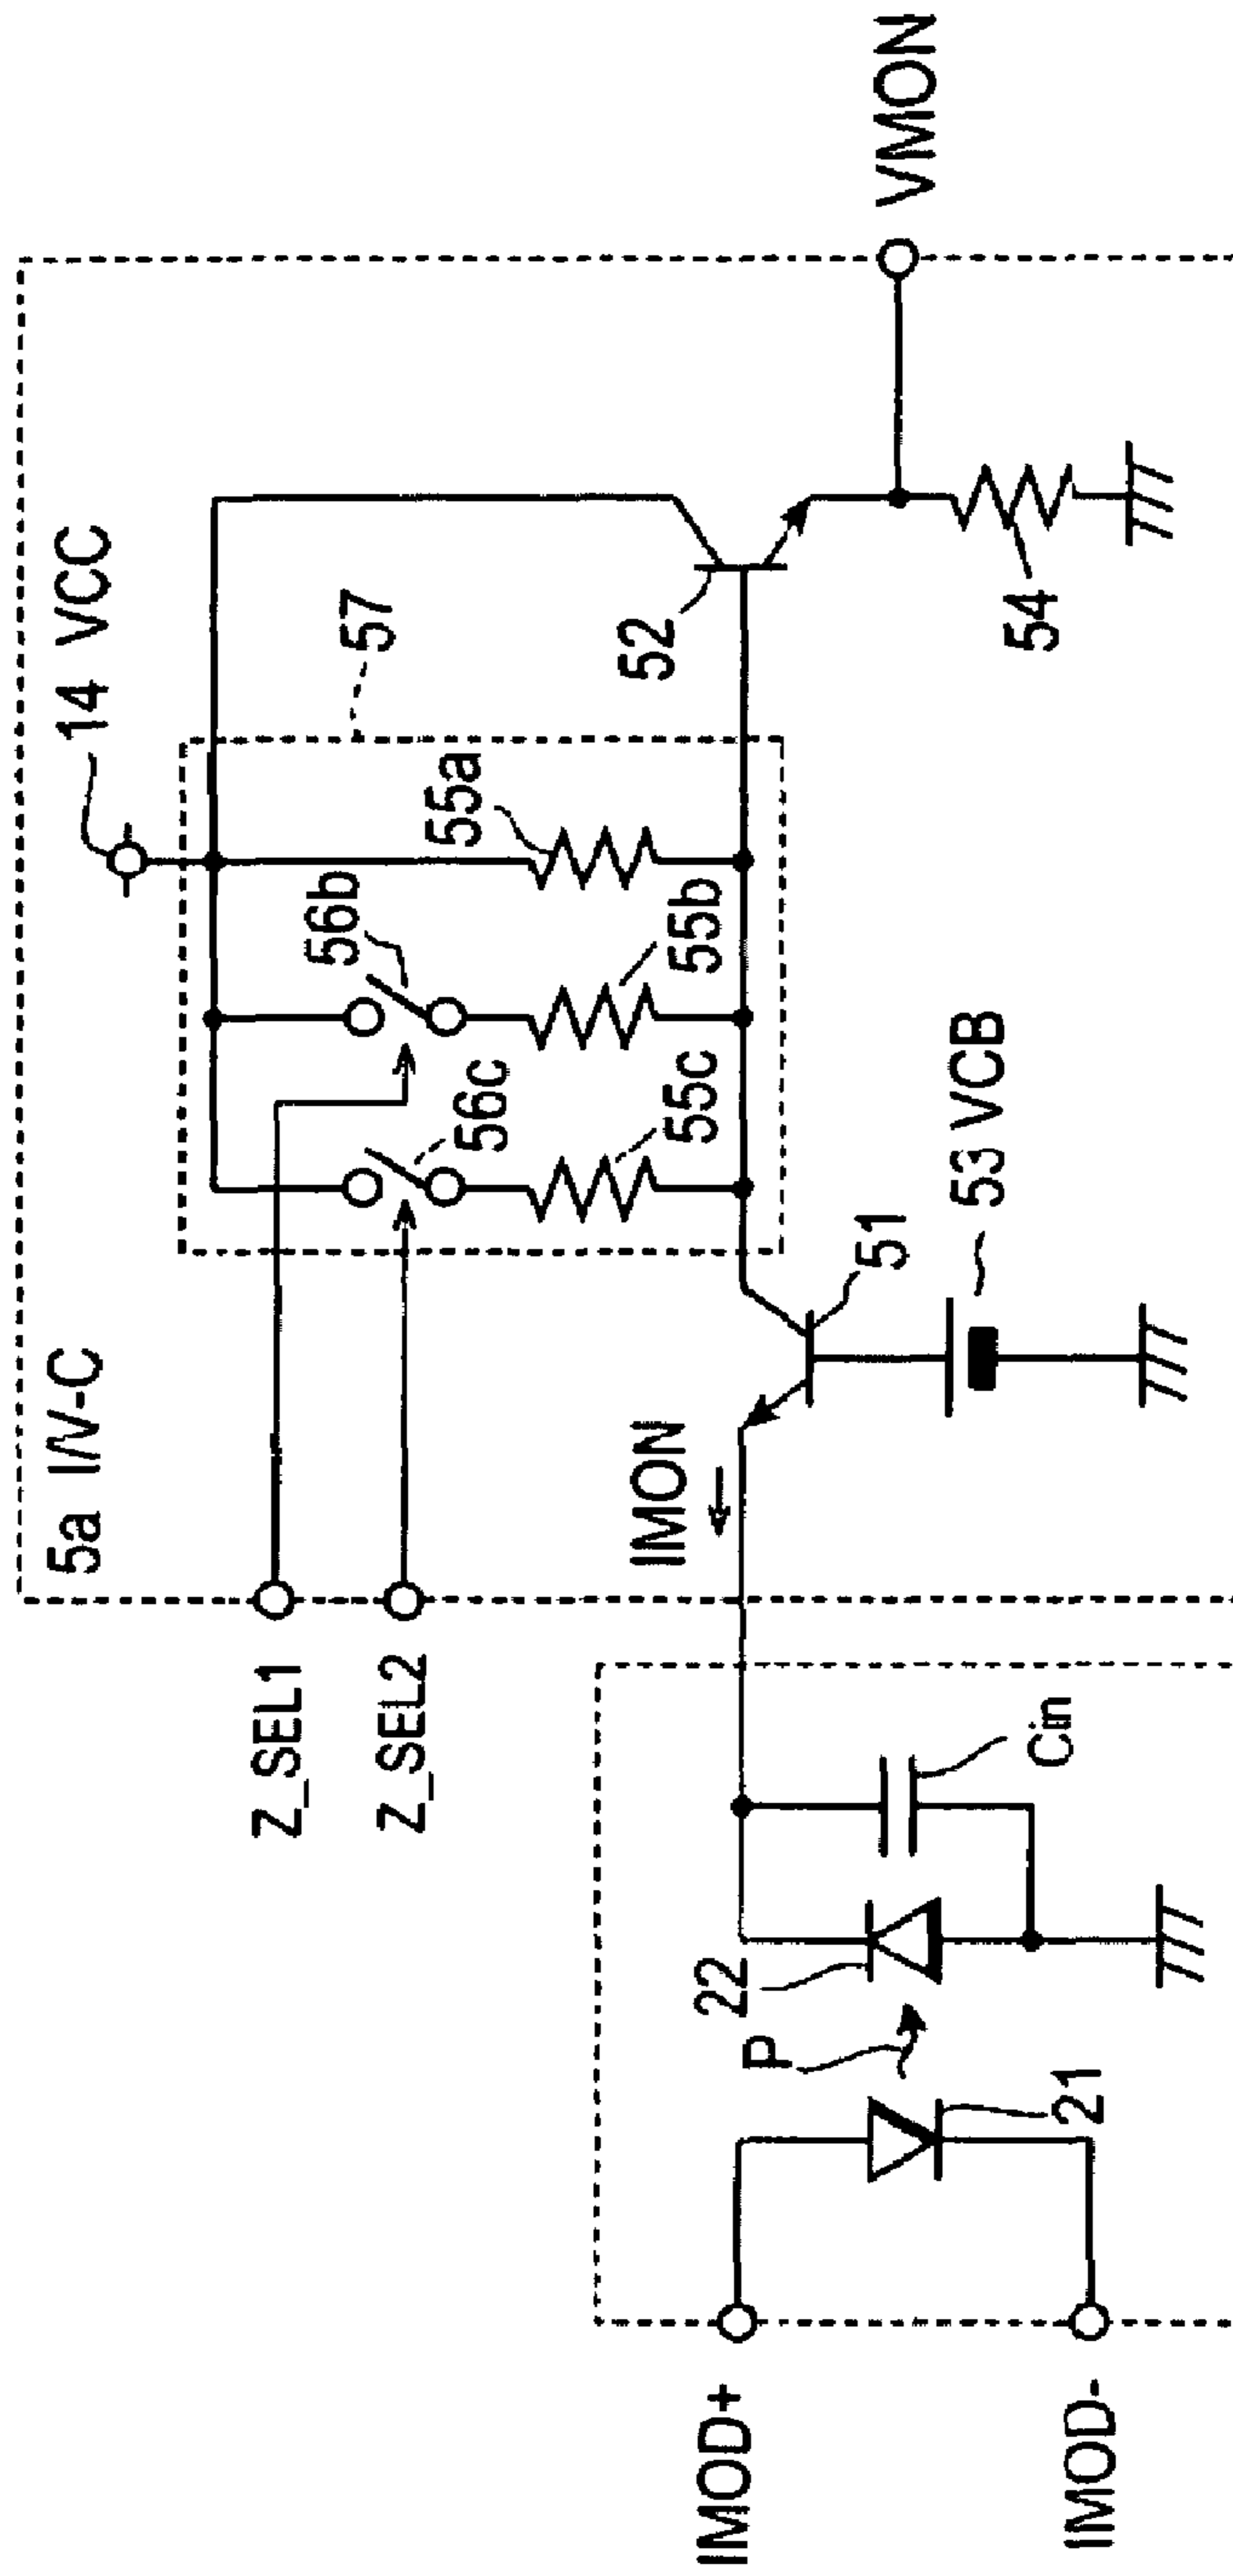 5a I/V-C
14 VCC
57
Z_SEL1
Z_SEL2
56b
56c
55a
55b
55c
52
VMON
IMON
51
53 VCB
54
IMOD+
IMOD-
P
22
21
Cin